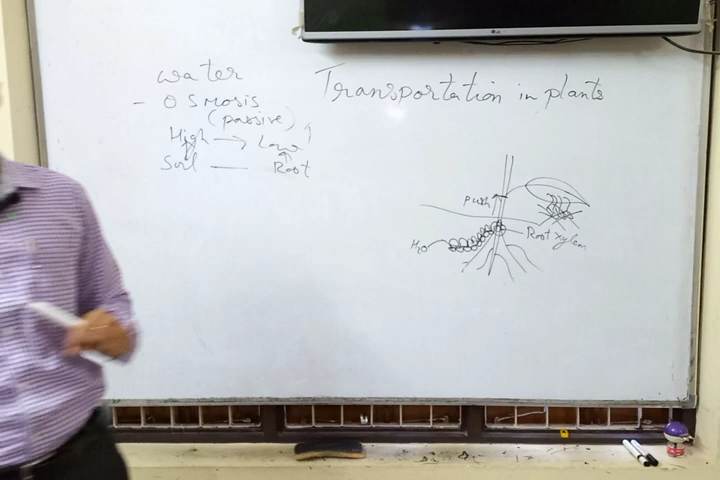 LG
Transportation in plants
water
- OSmosis
(passive)
High → Low ↑
Soil — Root
push
H2O
Root xylem